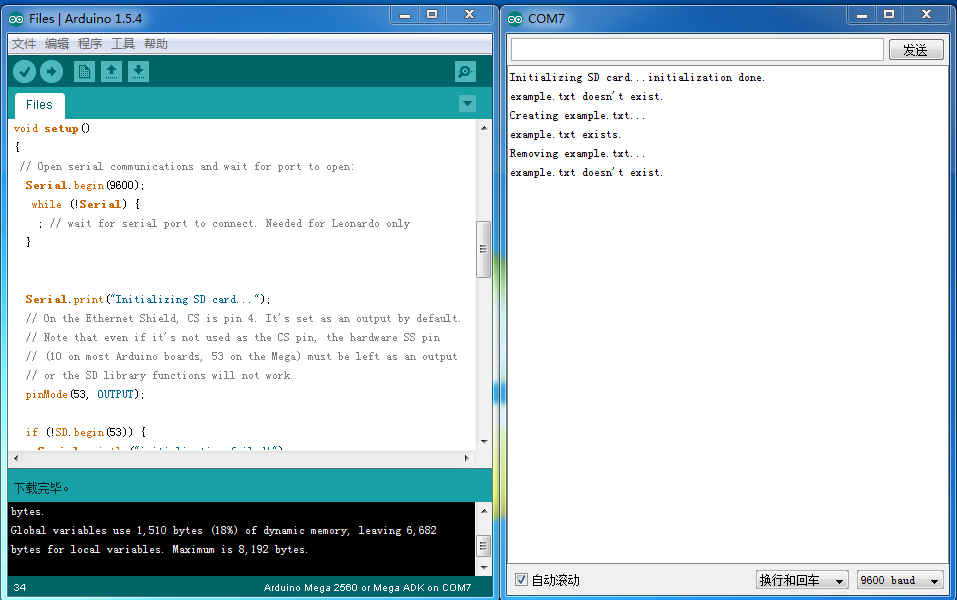 Files | Arduino 1.5.4
文件 编辑 程序 工具 帮助
Files
void setup()
{
// Open serial communications and wait for port to open:
Serial.begin(9600);
while (!Serial) {
; // wait for serial port to connect. Needed for Leonardo only
}
Serial.print("Initializing SD card...");
// On the Ethernet Shield, CS is pin 4. It's set as an output by default.
// Note that even if it's not used as the CS pin, the hardware SS pin
// (10 on most Arduino boards, 53 on the Mega) must be left as an output
// or the SD library functions will not work.
pinMode(53, OUTPUT);
if (!SD.begin(53)) {
下载完毕。
bytes.
Global variables use 1,510 bytes (18%) of dynamic memory, leaving 6,682
bytes for local variables. Maximum is 8,192 bytes.
34 Arduino Mega 2560 or Mega ADK on COM7
COM7
发送
Initializing SD card...initialization done.
example.txt doesn't exist.
Creating example.txt...
example.txt exists.
Removing example.txt...
example.txt doesn't exist.
自动滚动 换行和回车 9600 baud